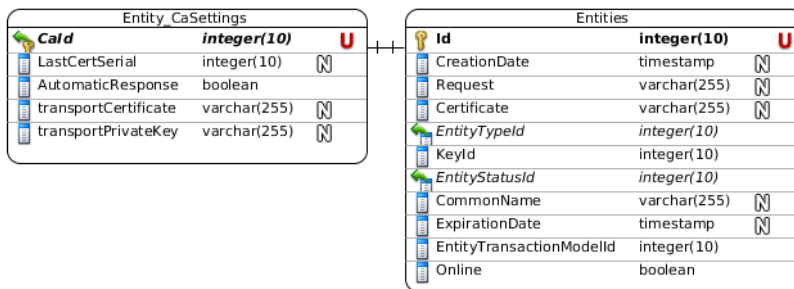 Entity_CaSettings
CaId integer(10) U
LastCertSerial integer(10) N
AutomaticResponse boolean
transportCertificate varchar(255) N
transportPrivateKey varchar(255) N
Entities
Id integer(10) U
CreationDate timestamp N
Request varchar(255) N
Certificate varchar(255) N
EntityTypeId integer(10)
KeyId integer(10)
EntityStatusId integer(10)
CommonName varchar(255) N
ExpirationDate timestamp N
EntityTransactionModelId integer(10)
Online boolean